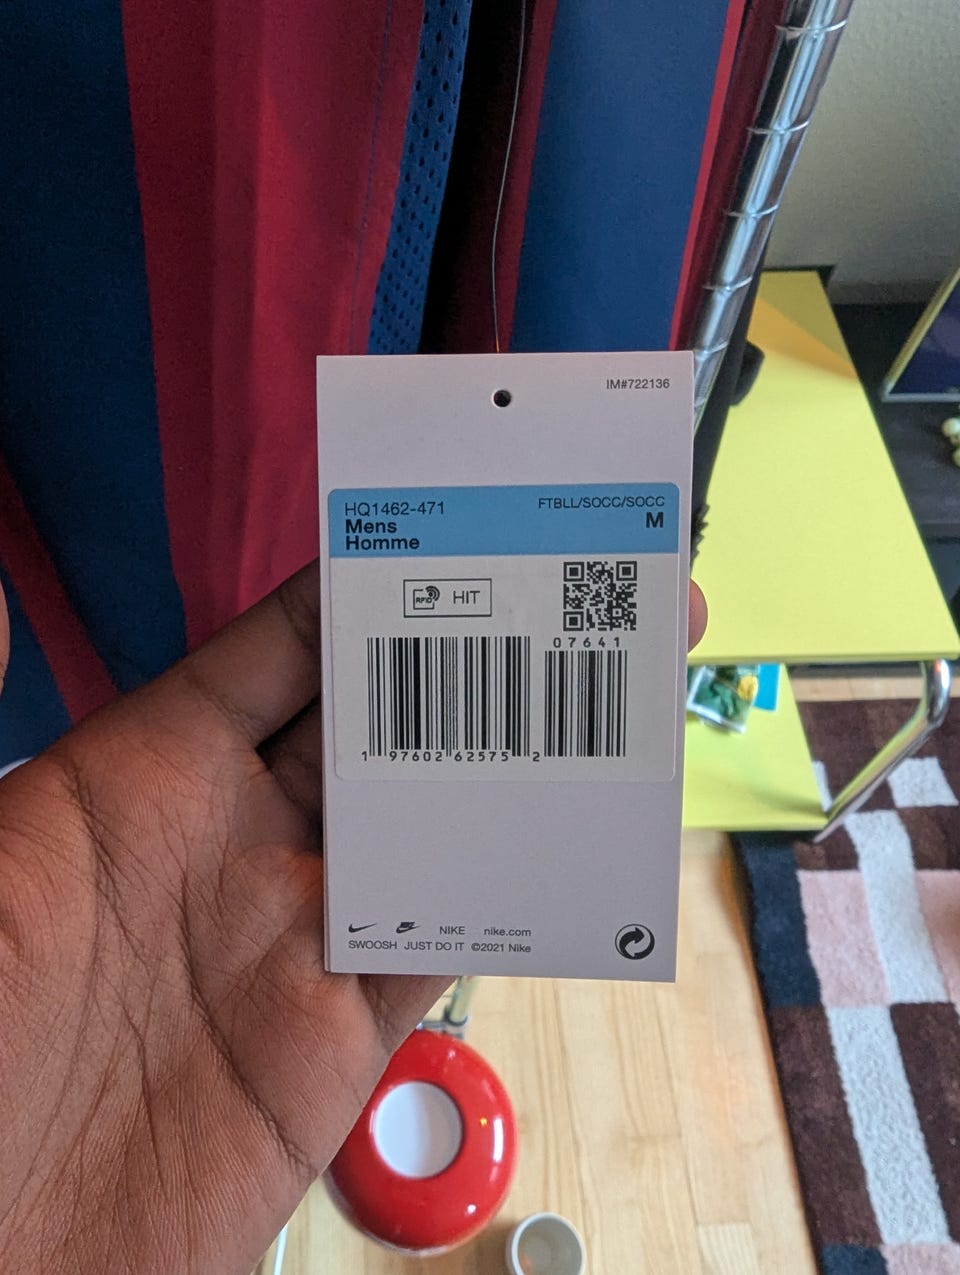 IM#722136
HQ1462-471
FTBLL/SOCC/SOCC
Mens
M
Homme
RFID HIT
07641
1 97602 62575 2
NIKE nike.com
SWOOSH JUST DO IT ©2021 Nike